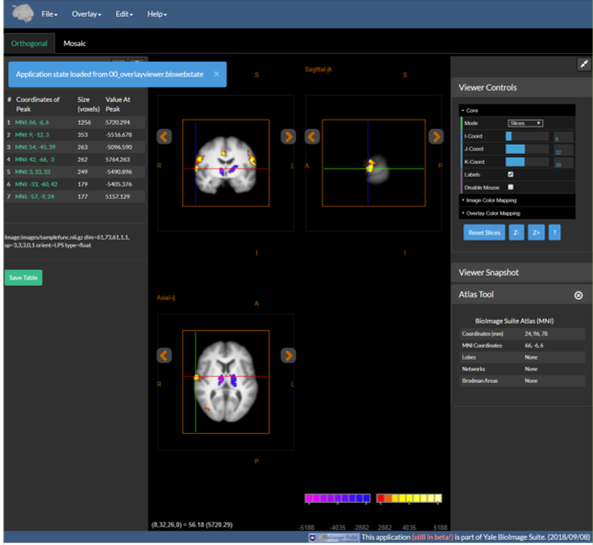 File▾ Overlay▾ Edit▾ Help▾
Orthogonal Mosaic
Application state loaded from 00_overlayviewer.biswebstate ×
# Coordinates of Peak Size (voxels) Value At Peak
1 MNI: 66, -6, 6 1256 5720.294
2 MNI: 9, -12, 3 353 -5516.678
3 MNI: 54, -45, 39 263 -5096.590
4 MNI: 42, -66, -3 262 5764.263
5 MNI: 3, 33, 33 249 -5490.896
6 MNI: -33, -60, 42 179 -5405.376
7 MNI: -57, -9, 24 177 5157.129
Image:images/samplefunc.nii.gz dim=61,73,61,1,1,
sp=3,3,3,0,1 orient=LPS type=float
Save Table
S
R
I
Sagittal-jk
S
A
I
Axial-ij
A
R L
P
(8,32,26,0) = 56.18 (5720.29)
-5188 -4035 -2882 2882 4035 5188
Viewer Controls
Core
Mode Slices
I-Coord 8
J-Coord 32
K-Coord 26
Labels
Disable Mouse
Image Color Mapping
Overlay Color Mapping
Reset Slices Z- Z+ ?
Viewer Snapshot
Atlas Tool
BioImage Suite Atlas (MNI)
Coordinates (mm) 24, 96, 78
MNI Coordinates 66, -6, 6
Lobes None
Networks None
Brodman Areas None
BioImage Suite This application (still in beta!) is part of Yale BioImage Suite. (2018/09/08)